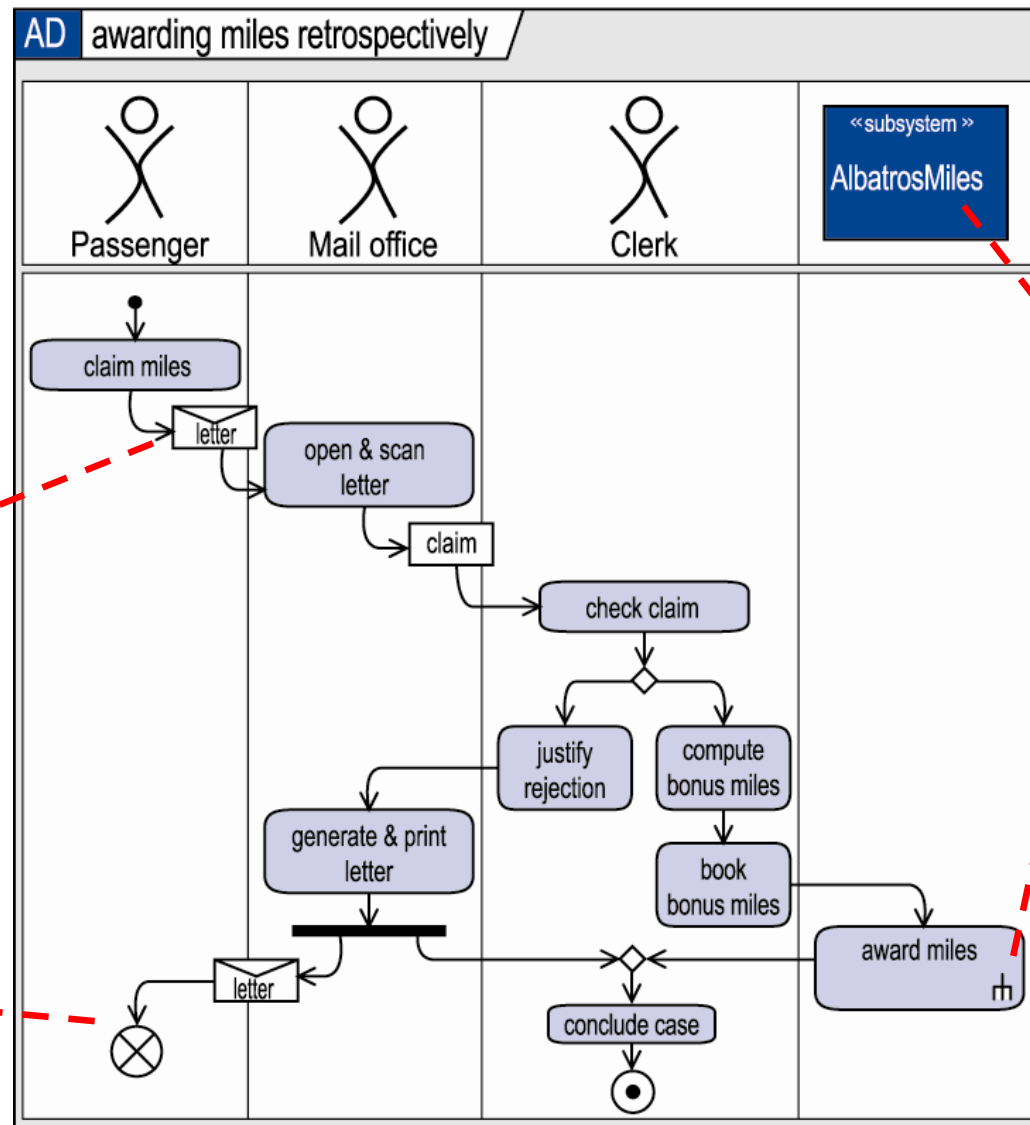 AD awarding miles retrospectively
Passenger
Mail office
Clerk
«subsystem»
AlbatrosMiles
claim miles
letter
open & scan
letter
claim
check claim
justify
rejection
compute
bonus miles
generate & print
letter
book
bonus miles
award miles
letter
conclude case